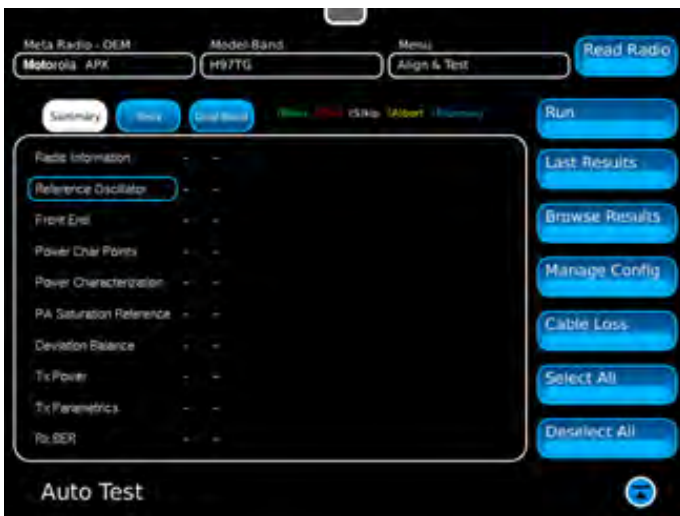 Meta Radio - OEM
Model-Band
Menu
Motorola APX
H97TG
Align & Test
Read Radio
Summary
Run
Radio Information - -
Reference Oscillator - -
Front End - -
Power Char Points - -
Power Characterization - -
PA Saturation Reference - -
Deviation Balance - -
Tx Power - -
Tx Parametrics - -
Rx BER - -
Last Results
Browse Results
Manage Config
Cable Loss
Select All
Deselect All
Auto Test